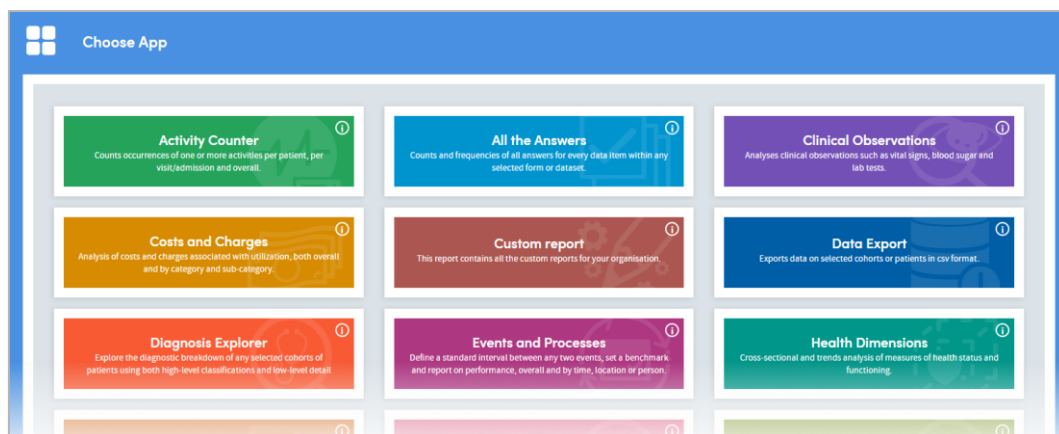 Choose App
Activity Counter
Counts occurrences of one or more activities per patient, per
visit/admission and overall.
All the Answers
Counts and frequencies of all answers for every data item within any
selected form or dataset.
Clinical Observations
Analyses clinical observations such as vital signs, blood sugar and
lab tests.
Costs and Charges
Analysis of costs and charges associated with utilization, both overall
and by category and sub-category.
Custom report
This report contains all the custom reports for your organisation.
Data Export
Exports data on selected cohorts or patients in csv format.
Diagnosis Explorer
Explore the diagnostic breakdown of any selected cohorts of
patients using both high-level classifications and low-level detail
Events and Processes
Define a standard interval between any two events, set a benchmark
and report on performance, overall and by time, location or person.
Health Dimensions
Cross-sectional and trends analysis of measures of health status and
functioning.